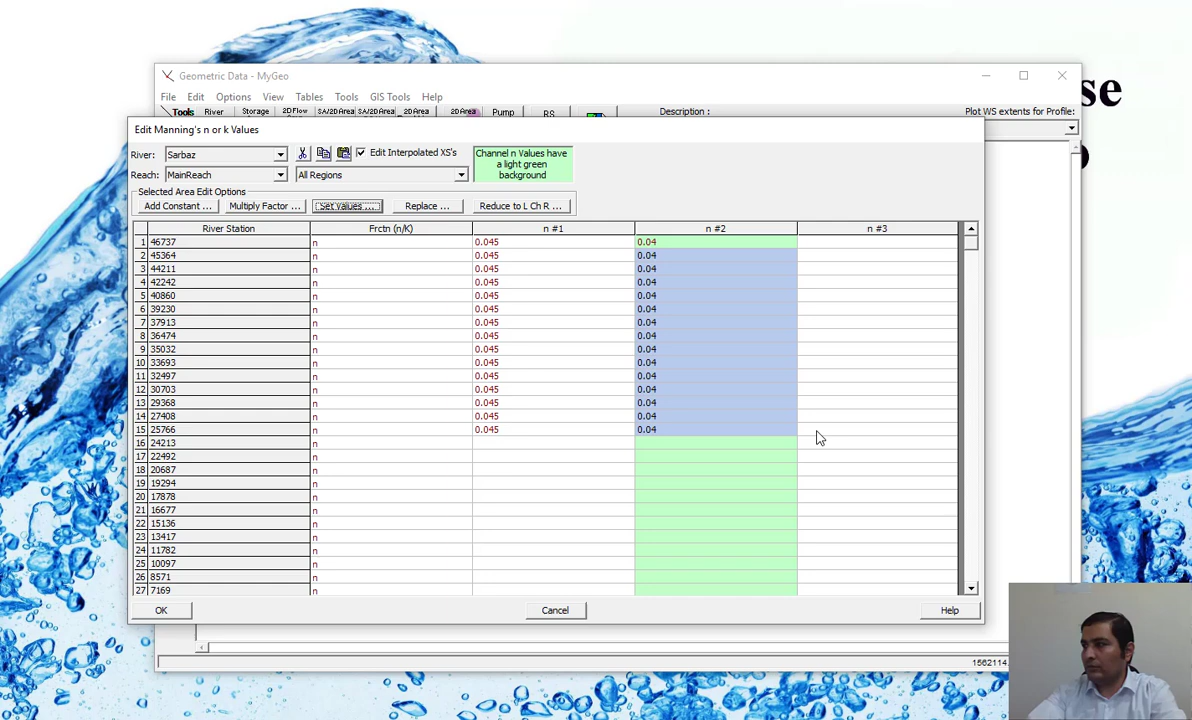 Geometric Data - MyGeo
se
File Edit Options View Tables Tools GIS Tools Help
Tools River Storage 2D Flow SA/2D Area SA/2D Area 2D Area 2D Area Pump RS Description : Plot WS extents for Profile:
Edit Manning's n or k Values
River: Sarbaz Edit Interpolated XS's
Channel n Values have
a light green
background
Reach: MainReach All Regions
Selected Area Edit Options
Add Constant ... Multiply Factor ... Set Values ... Replace ... Reduce to L Ch R ...
River Station Frctn (n/K) n #1 n #2 n #3
1 46737 n 0.045 0.04
2 45364 n 0.045 0.04
3 44211 n 0.045 0.04
4 42242 n 0.045 0.04
5 40860 n 0.045 0.04
6 39230 n 0.045 0.04
7 37913 n 0.045 0.04
8 36474 n 0.045 0.04
9 35032 n 0.045 0.04
10 33693 n 0.045 0.04
11 32497 n 0.045 0.04
12 30703 n 0.045 0.04
13 29368 n 0.045 0.04
14 27408 n 0.045 0.04
15 25766 n 0.045 0.04
16 24213 n
17 22492 n
18 20687 n
19 19294 n
20 17878 n
21 16677 n
22 15136 n
23 13417 n
24 11782 n
25 10097 n
26 8571 n
27 7169 n
OK Cancel Help
1562114.